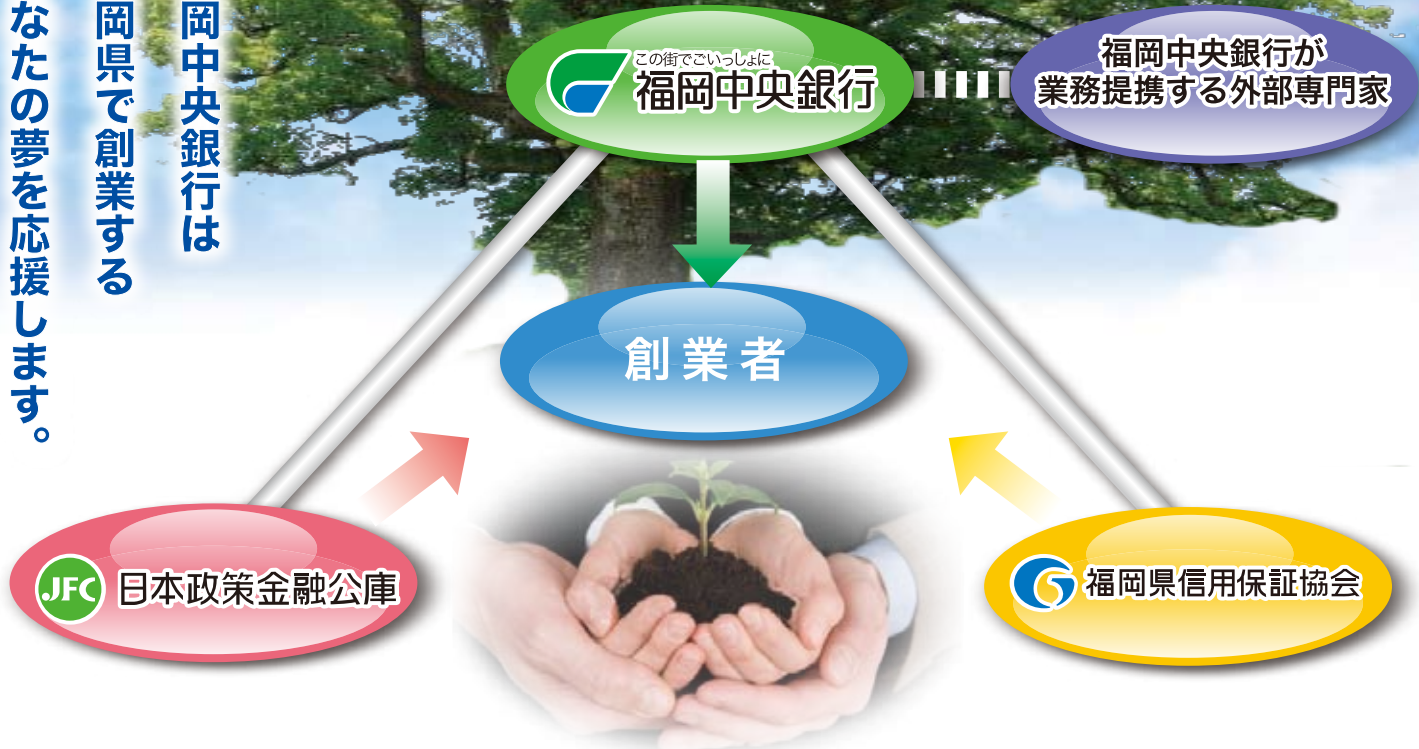 岡中央銀行は
岡県で創業する
なたの夢を応援します。
この街でごいっしょに
福岡中央銀行
福岡中央銀行が
業務提携する外部専門家
創業者
JFC 日本政策金融公庫
福岡県信用保証協会